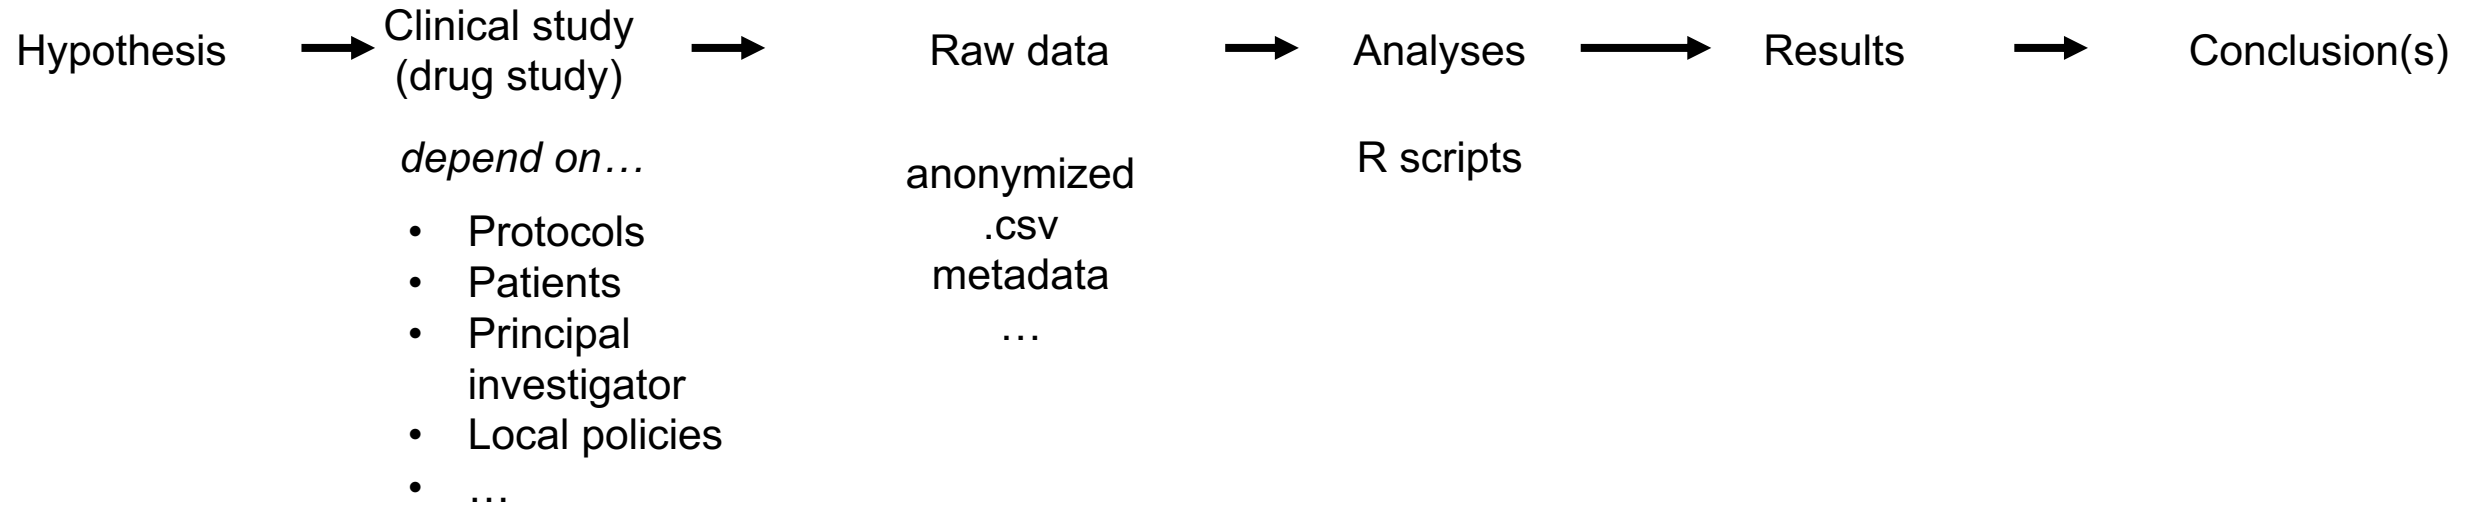 Hypothesis
Clinical study
(drug study)
Raw data
Analyses
Results
Conclusion(s)
depend on…
• Protocols
• Patients
• Principal
investigator
• Local policies
• …
anonymized
.csv
metadata
…
R scripts